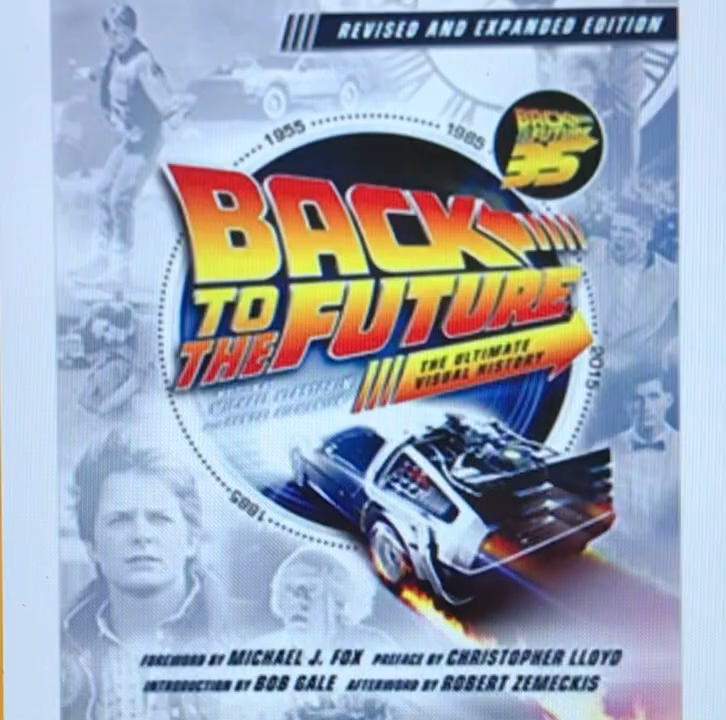 REVISED AND EXPANDED EDITION
1955
1985
BACK TO THE FUTURE
35
BACK
TO
THE FUTURE
THE ULTIMATE
VISUAL HISTORY
2015
1885
FOREWORD BY MICHAEL J. FOX PREFACE BY CHRISTOPHER LLOYD
INTRODUCTION BY BOB GALE AFTERWORD BY ROBERT ZEMECKIS